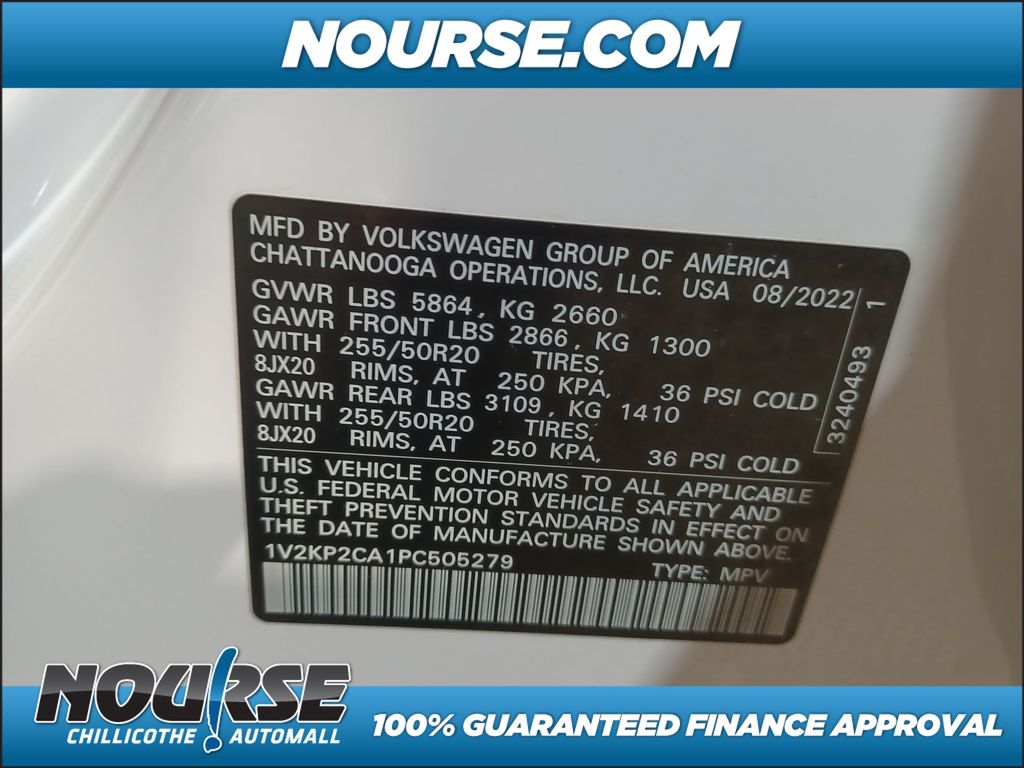 NOURSE.COM
MFD BY VOLKSWAGEN GROUP OF AMERICA
CHATTANOOGA OPERATIONS, LLC. USA 08/2022
GVWR LBS 5864, KG 2660
GAWR FRONT LBS 2866, KG 1300
WITH 255/50R20 TIRES,
8JX20 RIMS, AT 250 KPA, 36 PSI COLD
GAWR REAR LBS 3109, KG 1410
WITH 255/50R20 TIRES,
8JX20 RIMS, AT 250 KPA, 36 PSI COLD
3240493 1
THIS VEHICLE CONFORMS TO ALL APPLICABLE
U.S. FEDERAL MOTOR VEHICLE SAFETY AND
THEFT PREVENTION STANDARDS IN EFFECT ON
THE DATE OF MANUFACTURE SHOWN ABOVE.
1V2KP2CA1PC505279 TYPE: MPV
NOURSE
CHILLICOTHE AUTOMALL
100% GUARANTEED FINANCE APPROVAL